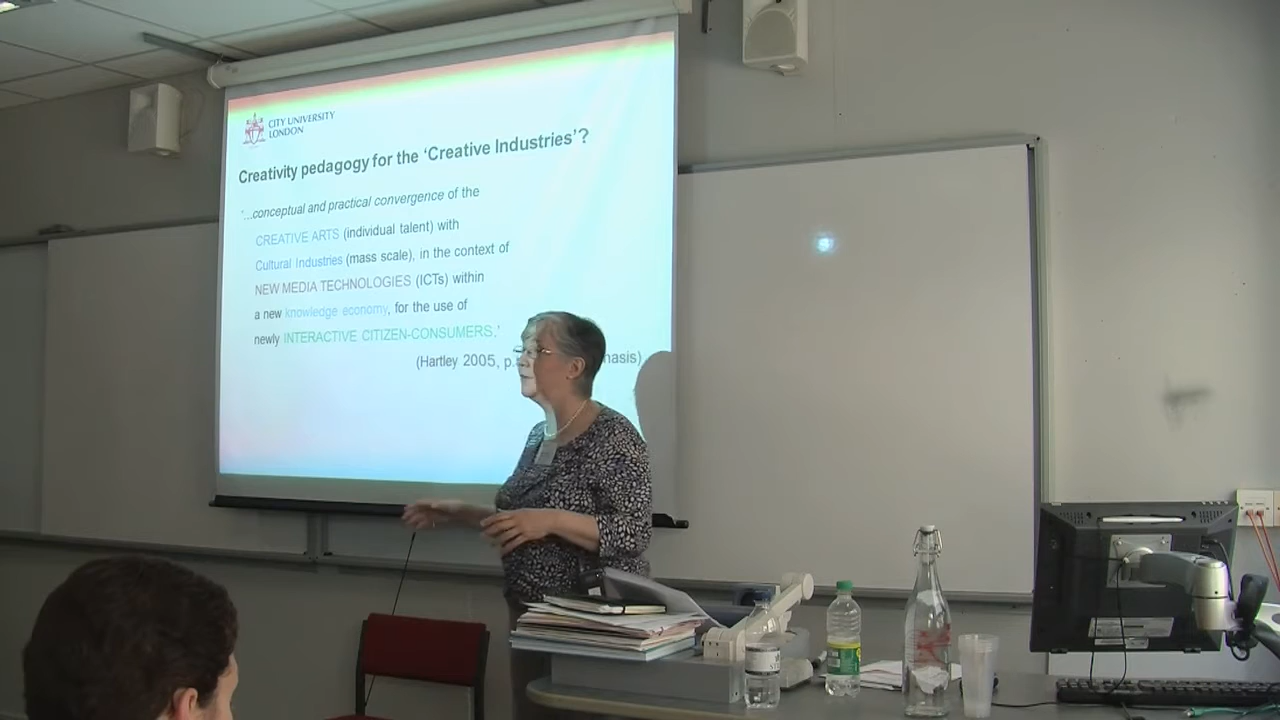 CITY UNIVERSITY
LONDON
Creativity pedagogy for the ‘Creative Industries’?
‘...conceptual and practical convergence of the
CREATIVE ARTS (individual talent) with
Cultural Industries (mass scale), in the context of
NEW MEDIA TECHNOLOGIES (ICTs) within
a new knowledge economy, for the use of
newly INTERACTIVE CITIZEN-CONSUMERS.’
(Hartley 2005, p.